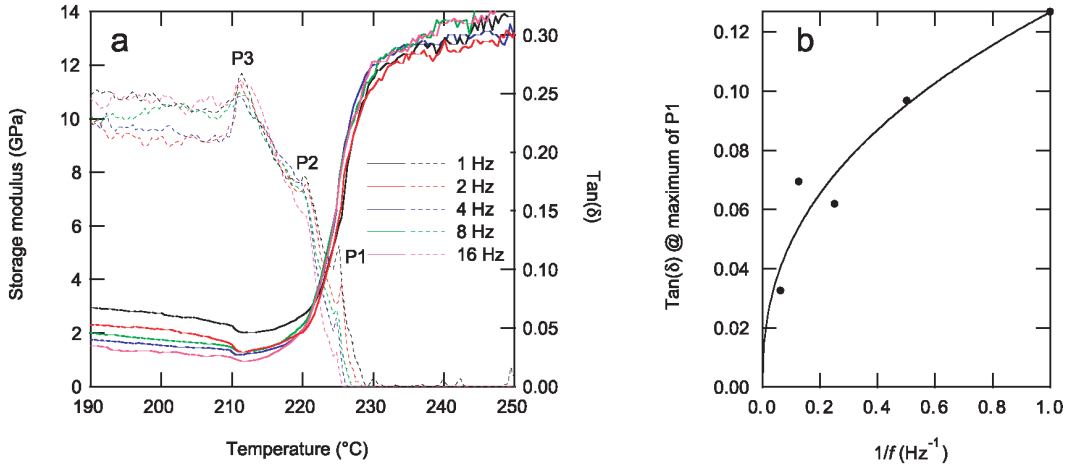 a
P3
P2
P1
1 Hz
2 Hz
4 Hz
8 Hz
16 Hz
Storage modulus (GPa)
14
12
10
8
6
4
2
0
190
200
210
220
230
240
250
Temperature (°C)
0.30
0.25
0.20
0.15
0.10
0.05
0.00
Tan(δ)
b
Tan(δ) @ maximum of P1
0.12
0.10
0.08
0.06
0.04
0.02
0.00
0.0
0.2
0.4
0.6
0.8
1.0
1/f (Hz⁻¹)